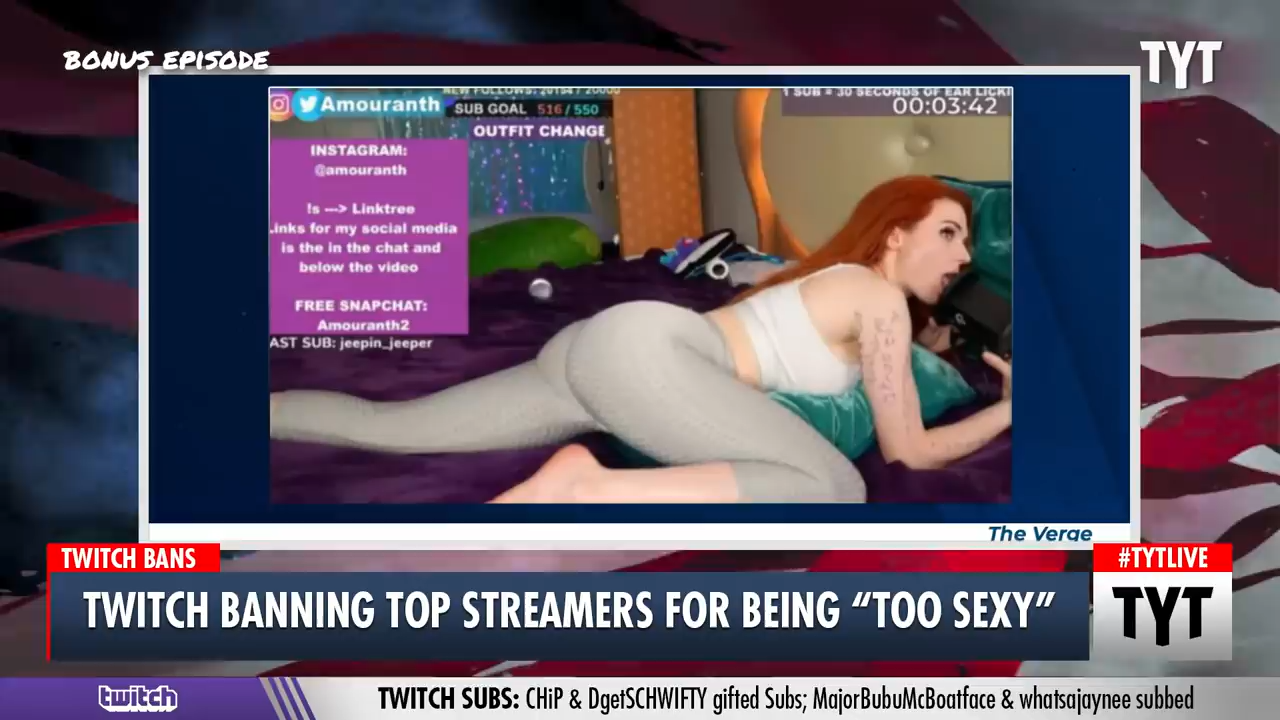 BONUS EPISODE
TYT
Amouranth
NEW FOLLOWS: 20154 / 20000
SUB GOAL 516 / 550
OUTFIT CHANGE
1 SUB = 30 SECONDS OF EAR LICKI
00:03:42
INSTAGRAM:
@amouranth
!s ---> Linktree
Links for my social media
is the in the chat and
below the video
FREE SNAPCHAT:
Amouranth2
AST SUB: jeepin_jeeper
The Verge
TWITCH BANS
#TYTLIVE
TWITCH BANNING TOP STREAMERS FOR BEING “TOO SEXY”
TYT
twitch
TWITCH SUBS: CHiP & DgetSCHWIFTY gifted Subs; MajorBubuMcBoatface & whatsajaynee subbed